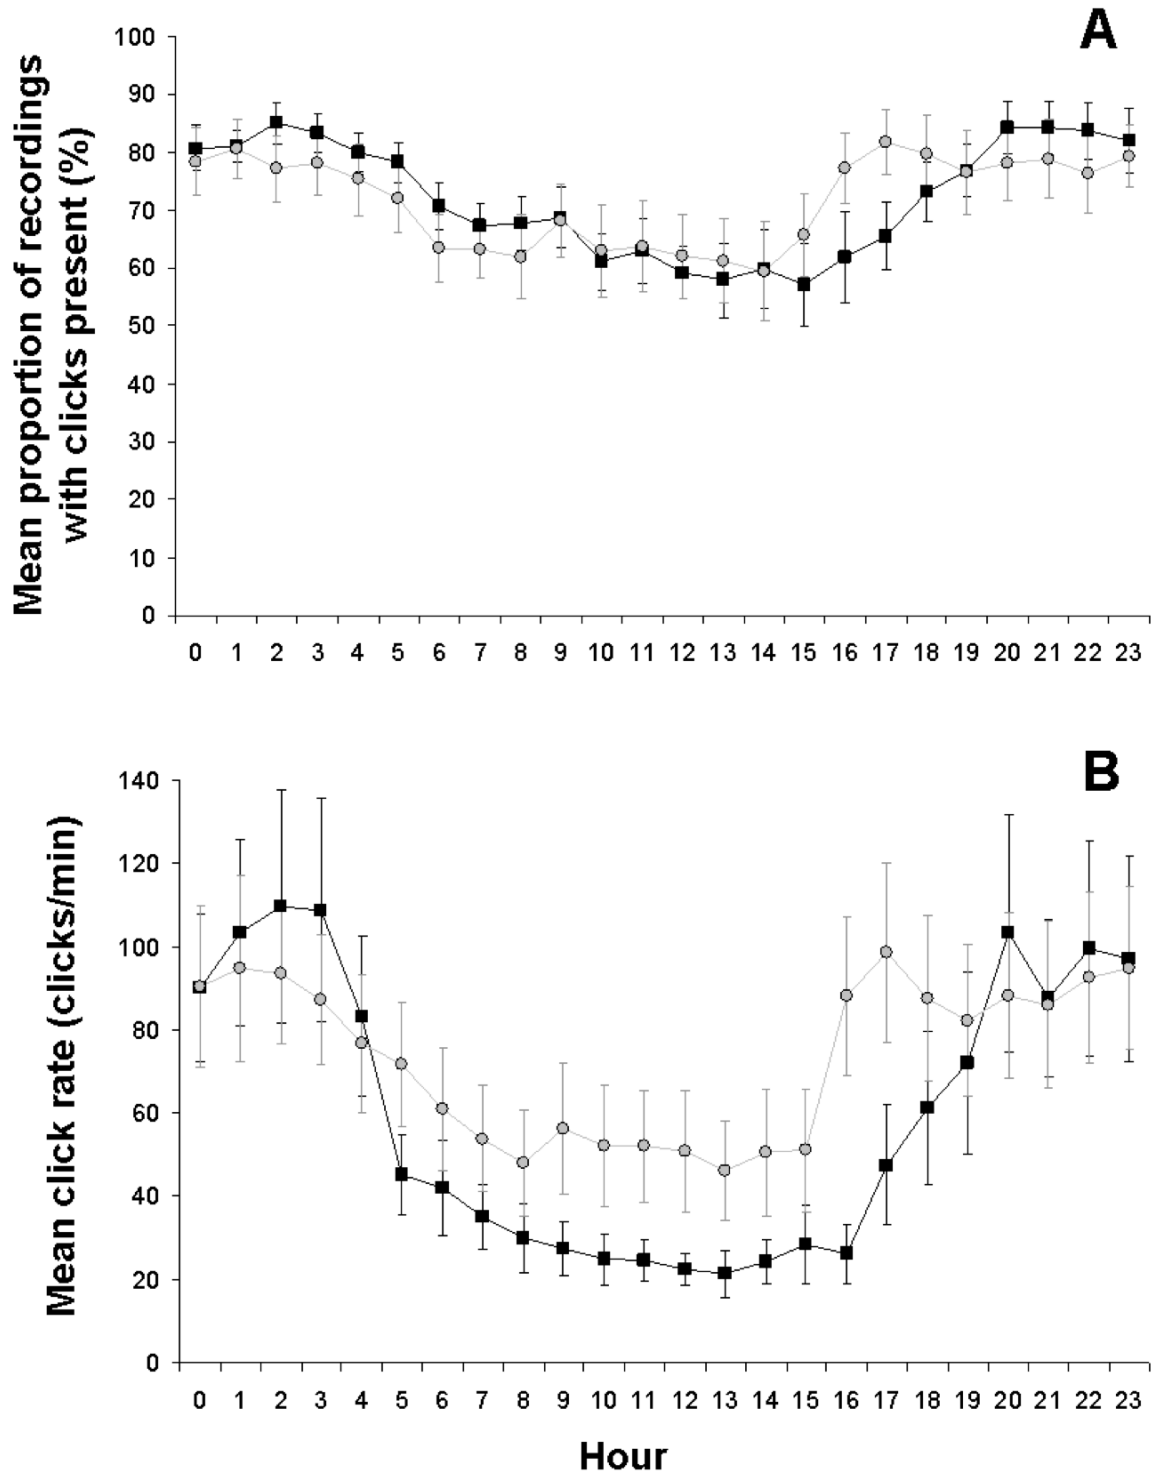 A
Mean proportion of recordings
with clicks present (%)
100
90
80
70
60
50
40
30
20
10
0
0 1 2 3 4 5 6 7 8 9 10 11 12 13 14 15 16 17 18 19 20 21 22 23
B
Mean click rate (clicks/min)
140
120
100
80
60
40
20
0
0 1 2 3 4 5 6 7 8 9 10 11 12 13 14 15 16 17 18 19 20 21 22 23
Hour